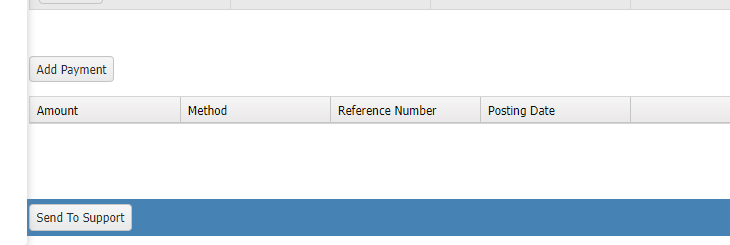 Add Payment
Amount Method Reference Number Posting Date
Send To Support